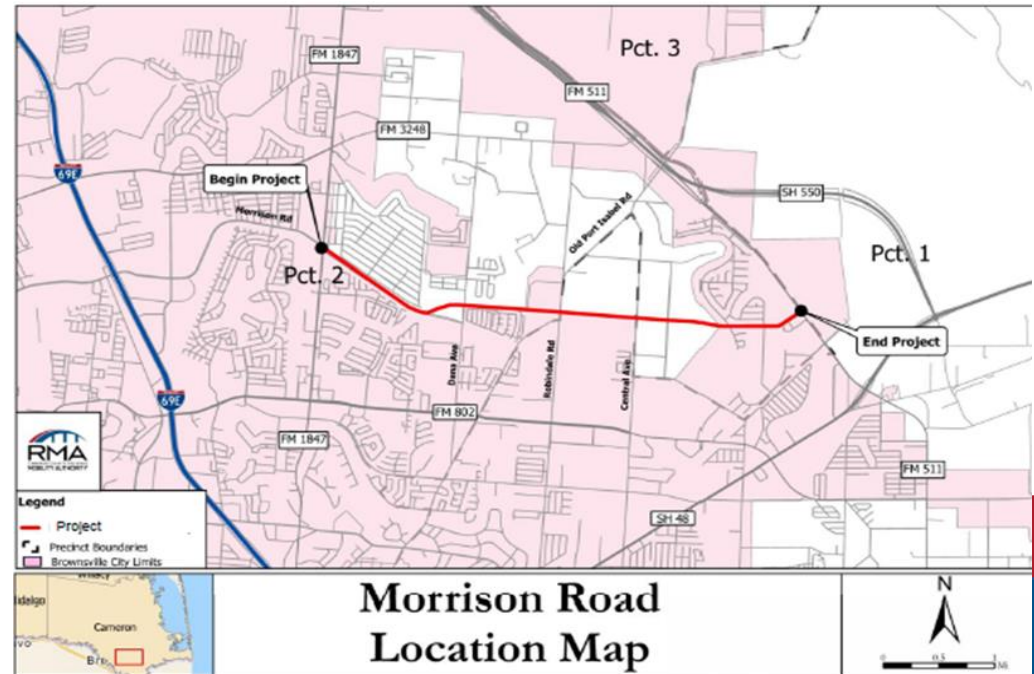 FM 1847
Pct. 3
FM 511
FM 3248
69E
Begin Project
SH 550
Morrison Rd
Old Port Isabel Rd
Pct. 2
Pct. 1
End Project
Dana Ave
Robindale Rd
Central Ave
69E
FM 802
RMA
MOBILITY AUTHORITY
FM 1847
FM 511
SH 48
Legend
Project
Precinct Boundaries
Brownsville City Limits
Cameron
Morrison Road
Location Map
N
0 0.5 1
Mi